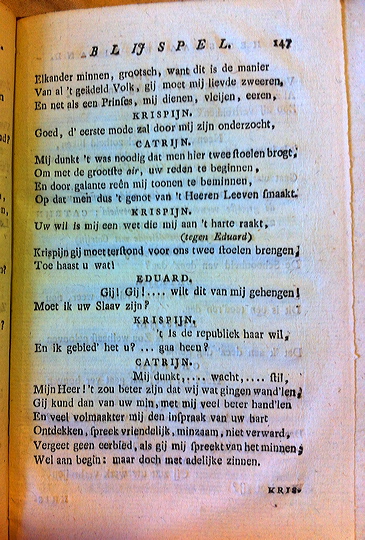 BLIJSPEL. 147
Elkander minnen, grootsch, want dit is de manier
Van al 't geädeld Volk, gij moet mij lievde zweeren,
En net als een Prinses, mij dienen, vleijen, eeren,
KRISPIJN.
Goed, d' eerste mode zal door mij zijn onderzocht,
CATRIJN.
Mij dunkt 't was noodig dat men hier twee stoelen brogt,
Om met de grootste air, uw reden te beginnen,
En door galante reên mij toonen te beminnen,
Op dat men dus 't genot van 't Heeren Leeven smaakt.
KRISPIJN.
Uw wil is mij een wet die mij aan 't harte raakt,
(tegen Eduard)
Krispijn gij moet terstond voor ons twee stoelen brengen,
Toe haast u wat!
EDUARD.
Gij! Gij!.... wilt dit van mij gehengen!
Moet ik uw Slaav zijn?
KRISPIJN.
't Is de republiek haar wil,
En ik gebied' het u? ... gaa heen?
CATRIJN.
Mij dunkt,.... wacht,.... stil,
Mijn Heer! 't zou beter zijn dat wij wat gingen wand'len,
Gij kund dan van uw min, met mij veel beter hand'len
En veel volmaakter mij den inspraak van uw hart
Ontdekken, spreek vriendelijk, minzaam, niet verward,
Vergeet geen eerbied, als gij mij spreekt van het minnen,
Wel aan begin: maar doch met adelijke zinnen.
KRIS-